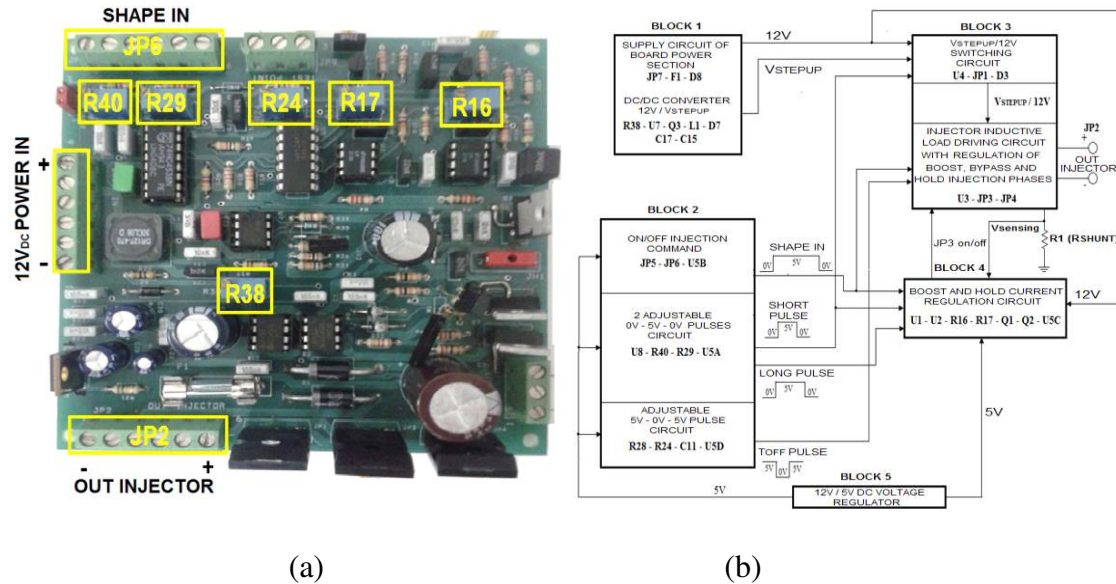 SHAPE IN
JP6
R40
R29
R24
R17
R16
12VDC POWER IN
+
-
R38
F1
OUT INJECTOR
JP2
-
+
OUT INJECTOR
(a)
BLOCK 1
SUPPLY CIRCUIT OF
BOARD POWER
SECTION
JP7 - F1 - D8
DC/DC CONVERTER
12V / VSTEPUP
R38 - U7 - Q3 - L1 - D7
C17 - C15
12V
VSTEPUP
BLOCK 3
VSTEPUP/12V
SWITCHING
CIRCUIT
U4 - JP1 - D3
VSTEPUP / 12V
INJECTOR INDUCTIVE
LOAD DRIVING CIRCUIT
WITH REGULATION OF
BOOST, BYPASS AND
HOLD INJECTION PHASES
U3 - JP3 - JP4
JP2
+
OUT
INJECTOR
-
BLOCK 2
ON/OFF INJECTION
COMMAND
JP5 - JP6 - U5B
2 ADJUSTABLE
0V - 5V - 0V PULSES
CIRCUIT
U8 - R40 - R29 - U5A
ADJUSTABLE
5V - 0V - 5V PULSE
CIRCUIT
R28 - R24 - C11 - U5D
SHAPE IN
0V 5V 0V
SHORT
PULSE
0V 5V 0V
LONG PULSE
0V 5V 0V
TOFF PULSE
5V 0V 5V
JP3 on/off
Vsensing
R1 (RSHUNT)
BLOCK 4
BOOST AND HOLD CURRENT
REGULATION CIRCUIT
U1 - U2 - R16 - R17 - Q1 - Q2 - U5C
12V
5V
5V
BLOCK 5
12V / 5V DC VOLTAGE
REGULATOR
(b)